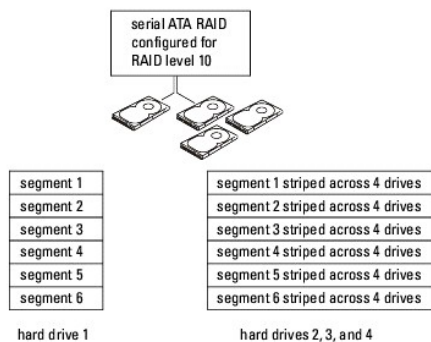 serial ATA RAID
configured for
RAID level 10
segment 1
segment 2
segment 3
segment 4
segment 5
segment 6
hard drive 1
segment 1 striped across 4 drives
segment 2 striped across 4 drives
segment 3 striped across 4 drives
segment 4 striped across 4 drives
segment 5 striped across 4 drives
segment 6 striped across 4 drives
hard drives 2, 3, and 4